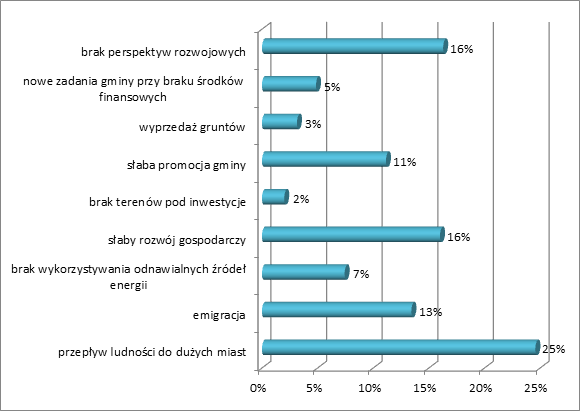 brak perspektyw rozwojowych
16%
nowe zadania gminy przy braku środków
finansowych
5%
wyprzedaż gruntów
3%
słaba promocja gminy
11%
brak terenów pod inwestycje
2%
słaby rozwój gospodarczy
16%
brak wykorzystywania odnawialnych źródeł
energii
7%
emigracja
13%
przepływ ludności do dużych miast
25%
0% 5% 10% 15% 20% 25%